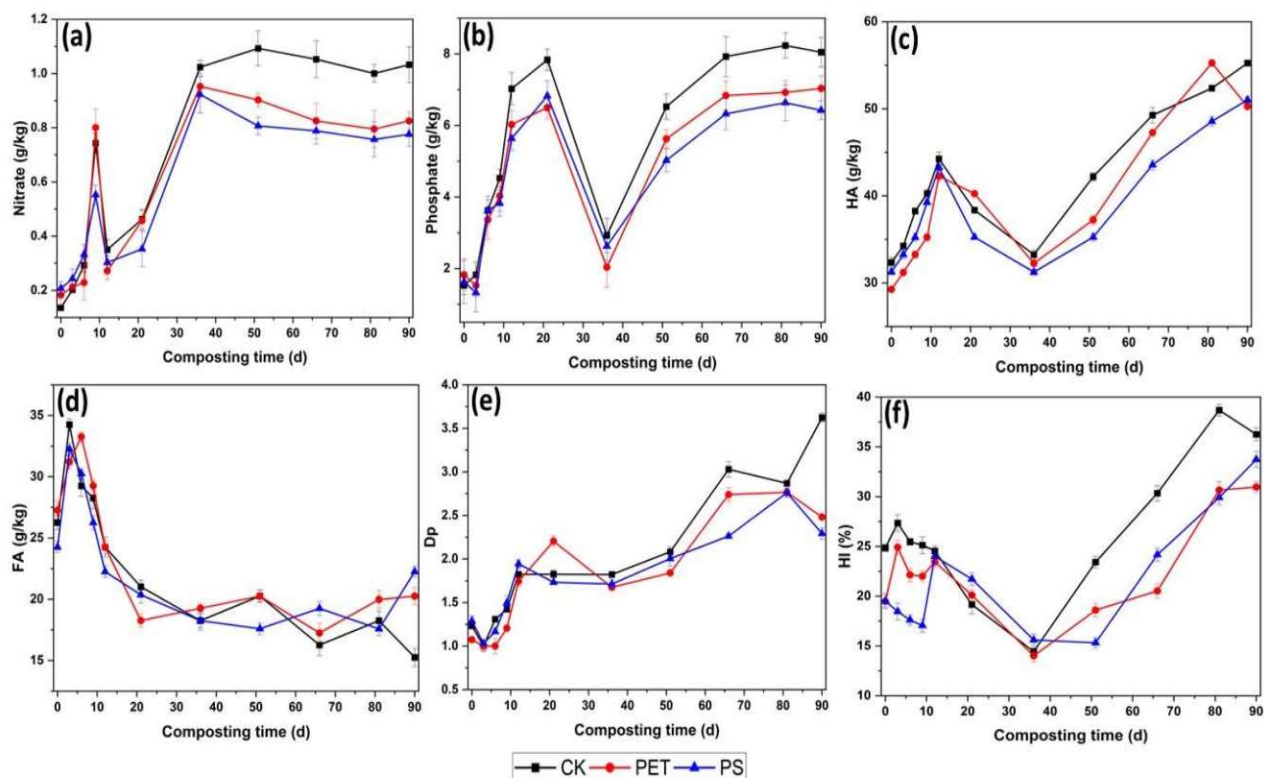 (a)
Nitrate (g/kg)
1.2
1.0
0.8
0.6
0.4
0.2
0 10 20 30 40 50 60 70 80 90
Composting time (d)
(b)
Phosphate (g/kg)
8
6
4
2
0 10 20 30 40 50 60 70 80 90
Composting time (d)
(c)
HA (g/kg)
60
50
40
30
0 10 20 30 40 50 60 70 80 90
Composting time (d)
(d)
FA (g/kg)
35
30
25
20
15
0 10 20 30 40 50 60 70 80 90
Composting time (d)
(e)
Dp
4.0
3.5
3.0
2.5
2.0
1.5
1.0
0.5
0 10 20 30 40 50 60 70 80 90
Composting time (d)
(f)
HI (%)
40
35
30
25
20
15
10
0 10 20 30 40 50 60 70 80 90
Composting time (d)
CK PET PS